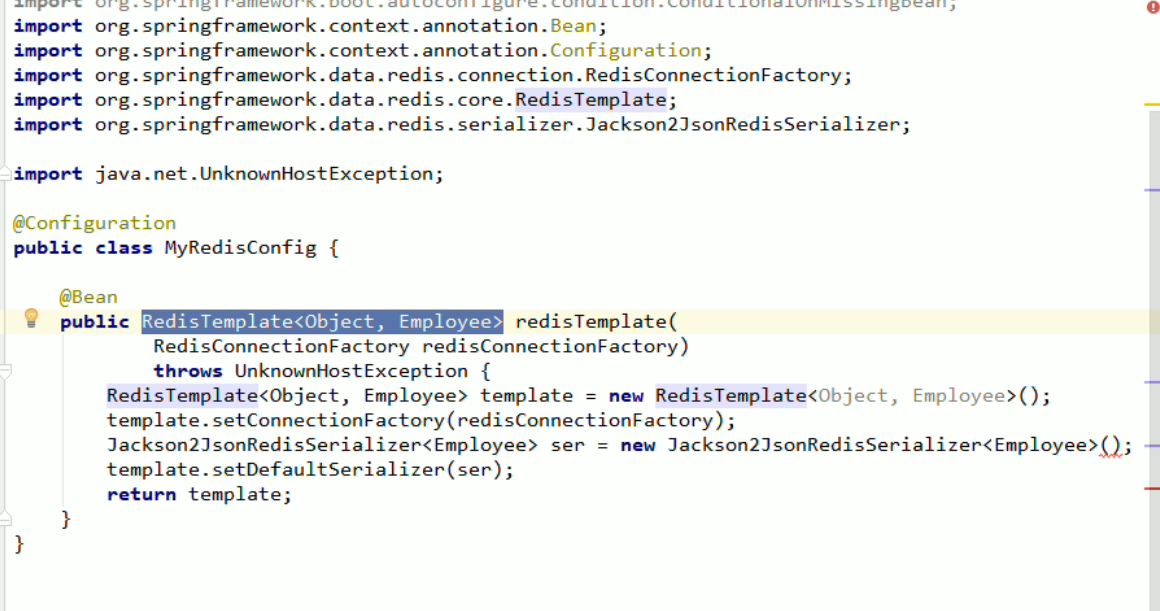 import org.springframework.boot.autoconfigure.condition.ConditionalOnMissingBean;
import org.springframework.context.annotation.Bean;
import org.springframework.context.annotation.Configuration;
import org.springframework.data.redis.connection.RedisConnectionFactory;
import org.springframework.data.redis.core.RedisTemplate;
import org.springframework.data.redis.serializer.Jackson2JsonRedisSerializer;
import java.net.UnknownHostException;
@Configuration
public class MyRedisConfig {
@Bean
public RedisTemplate<Object, Employee> redisTemplate(
RedisConnectionFactory redisConnectionFactory)
throws UnknownHostException {
RedisTemplate<Object, Employee> template = new RedisTemplate<Object, Employee>();
template.setConnectionFactory(redisConnectionFactory);
Jackson2JsonRedisSerializer<Employee> ser = new Jackson2JsonRedisSerializer<Employee>();
template.setDefaultSerializer(ser);
return template;
}
}